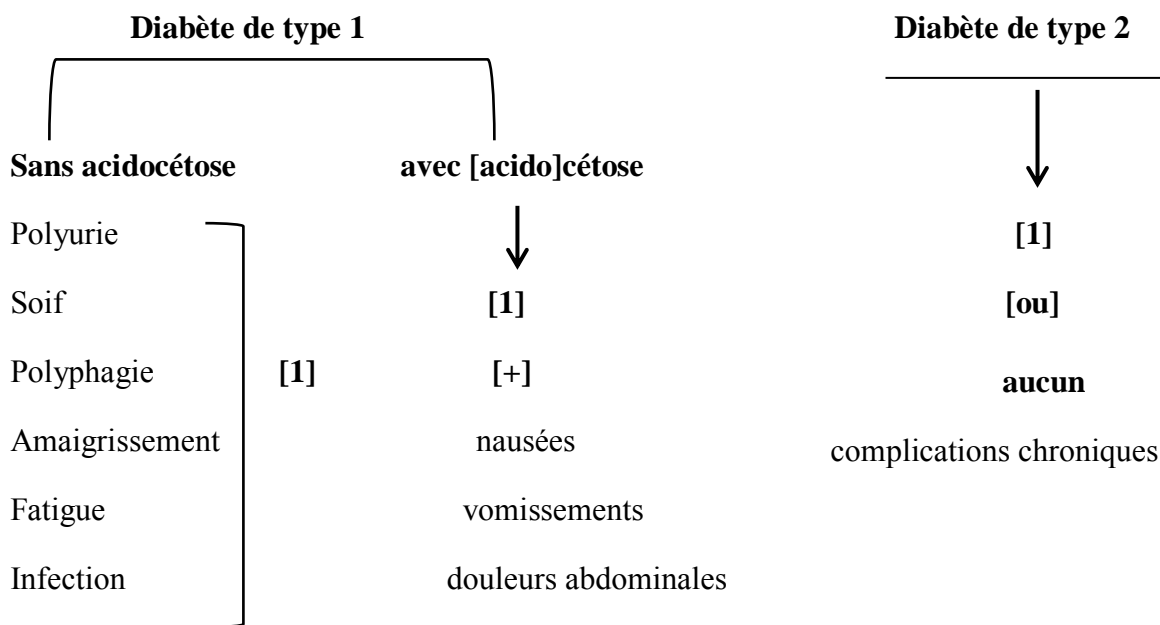 Diabète de type 1
Diabète de type 2
Sans acidocétose
avec [acido]cétose
Polyurie
[1]
Soif
[1]
[ou]
Polyphagie
[1]
[+]
aucun
Amaigrissement
nausées
complications chroniques
Fatigue
vomissements
Infection
douleurs abdominales